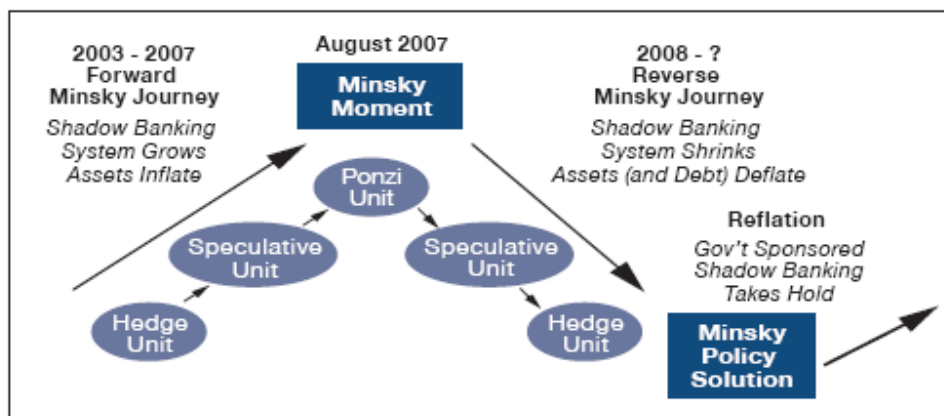 2003 - 2007
Forward
Minsky Journey
Shadow Banking
System Grows
Assets Inflate
August 2007
Minsky
Moment
2008 - ?
Reverse
Minsky Journey
Shadow Banking
System Shrinks
Assets (and Debt) Deflate
Ponzi
Unit
Speculative
Unit
Speculative
Unit
Hedge
Unit
Hedge
Unit
Reflation
Gov't Sponsored
Shadow Banking
Takes Hold
Minsky
Policy
Solution